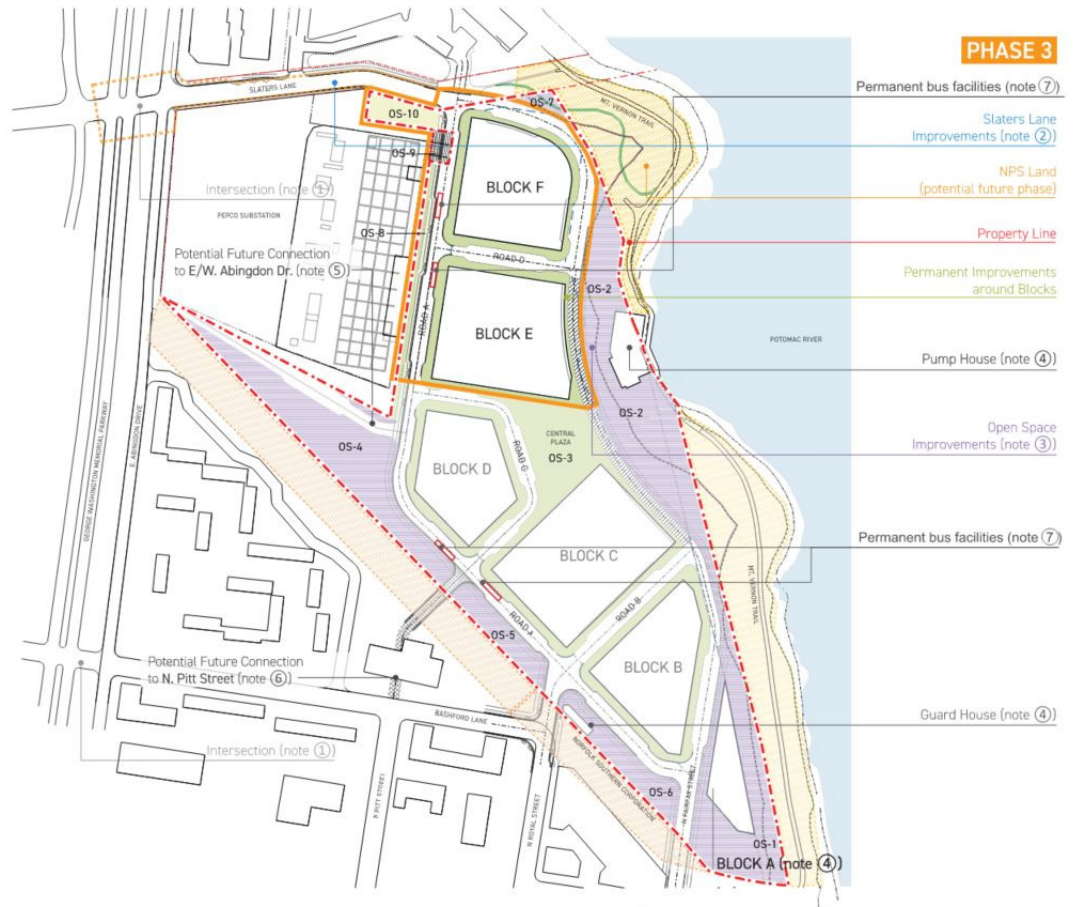 PHASE 3
Permanent bus facilities (note ⑦)
SLATERS LANE
OS-7
MT. VERNON TRAIL
OS-10
Slaters Lane
Improvements (note ②)
OS-9
NPS Land
(potential future phase)
Intersection (note ①)
BLOCK F
PEPCO SUBSTATION
OS-8
Property Line
Potential Future Connection
to E/W. Abingdon Dr. (note ⑤)
ROAD D
Permanent Improvements
around Blocks
OS-2
ROAD A
BLOCK E
POTOMAC RIVER
Pump House (note ④)
OS-2
GEORGE WASHINGTON MEMORIAL PARKWAY
E. ABINGDON DRIVE
Open Space
Improvements (note ③)
OS-4
CENTRAL
PLAZA
OS-3
ROAD C
BLOCK D
Permanent bus facilities (note ⑦)
BLOCK C
MT. VERNON TRAIL
ROAD B
ROAD A
OS-5
BLOCK B
Potential Future Connection
to N. Pitt Street (note ⑥)
Guard House (note ④)
BASHFORD LANE
Intersection (note ①)
NORFOLK SOUTHERN CORPORATION
N PITT STREET
N ROYAL STREET
OS-6
N FAIRFAX STREET
OS-1
BLOCK A (note ④)